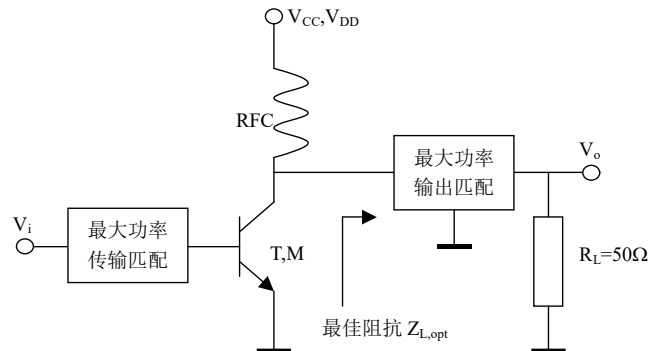 V_CC,V_DD
RFC
V_i
最大功率
传输匹配
T,M
最大功率
输出匹配
V_o
R_L=50Ω
最佳阻抗 Z_L,opt